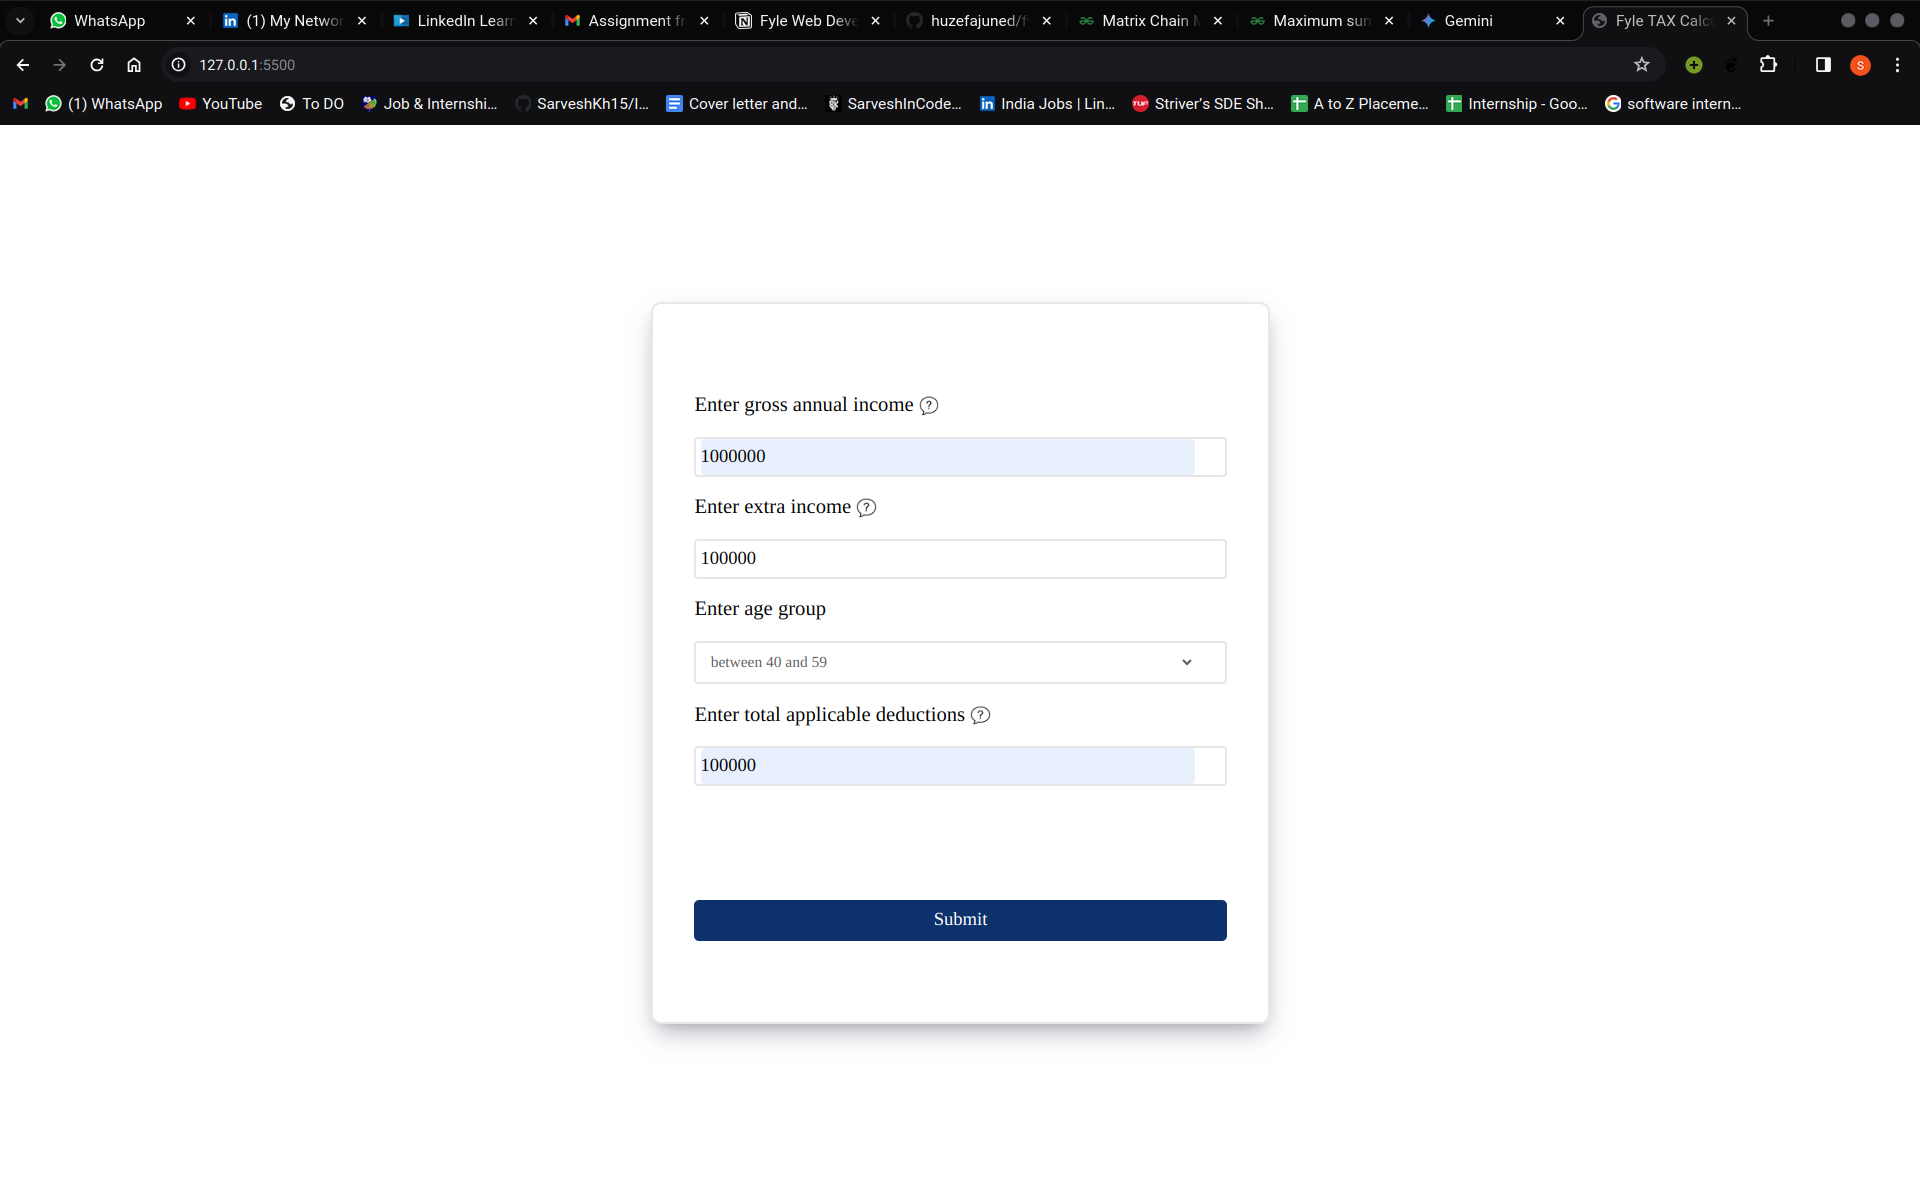 WhatsApp (1) My Networ LinkedIn Learn Assignment fr Fyle Web Deve huzefajuned/f Matrix Chain M Maximum sum Gemini Fyle TAX Calcu
127.0.0.1:5500 S
(1) WhatsApp YouTube To DO Job & Internshi... SarveshKh15/I... Cover letter and... SarveshInCode... India Jobs | Lin... Striver's SDE Sh... A to Z Placeme... Internship - Goo... software intern...
Enter gross annual income ?
1000000
Enter extra income ?
100000
Enter age group
between 40 and 59
Enter total applicable deductions ?
100000
Submit